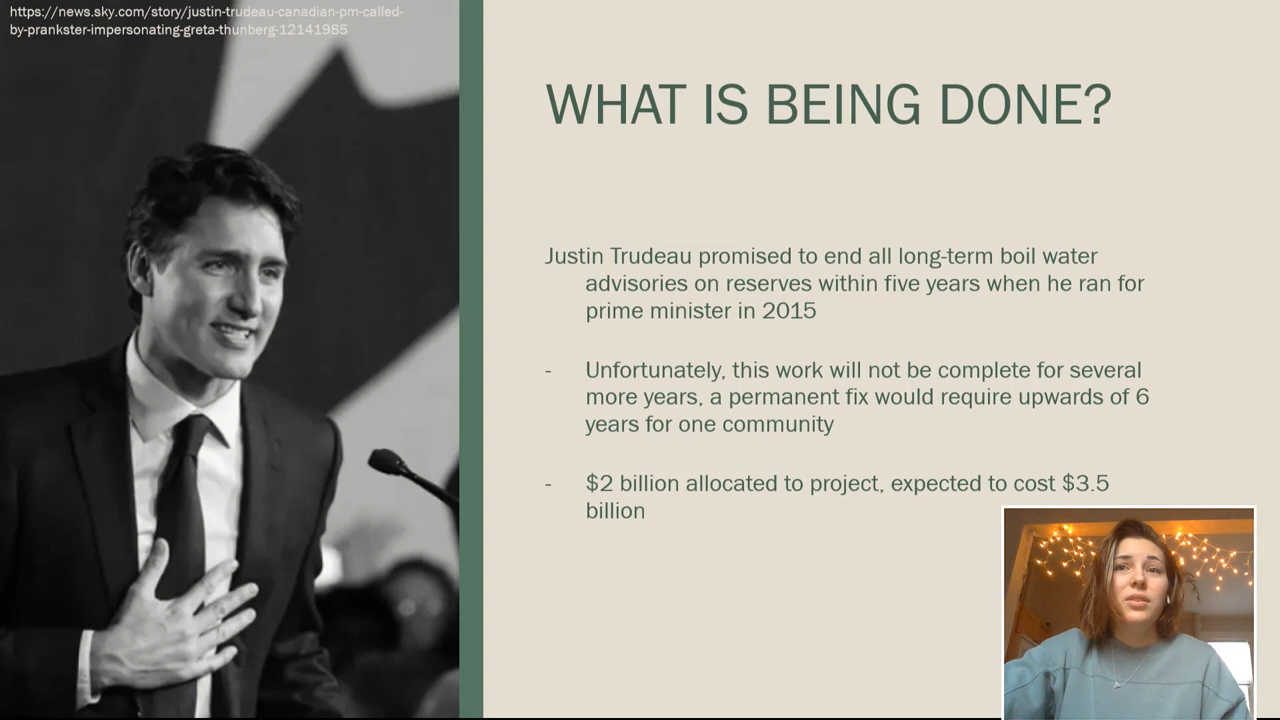 https://news.sky.com/story/justin-trudeau-canadian-pm-called-
by-prankster-impersonating-greta-thunberg-12141985
WHAT IS BEING DONE?
Justin Trudeau promised to end all long-term boil water
advisories on reserves within five years when he ran for
prime minister in 2015
- Unfortunately, this work will not be complete for several
more years, a permanent fix would require upwards of 6
years for one community
- $2 billion allocated to project, expected to cost $3.5
billion